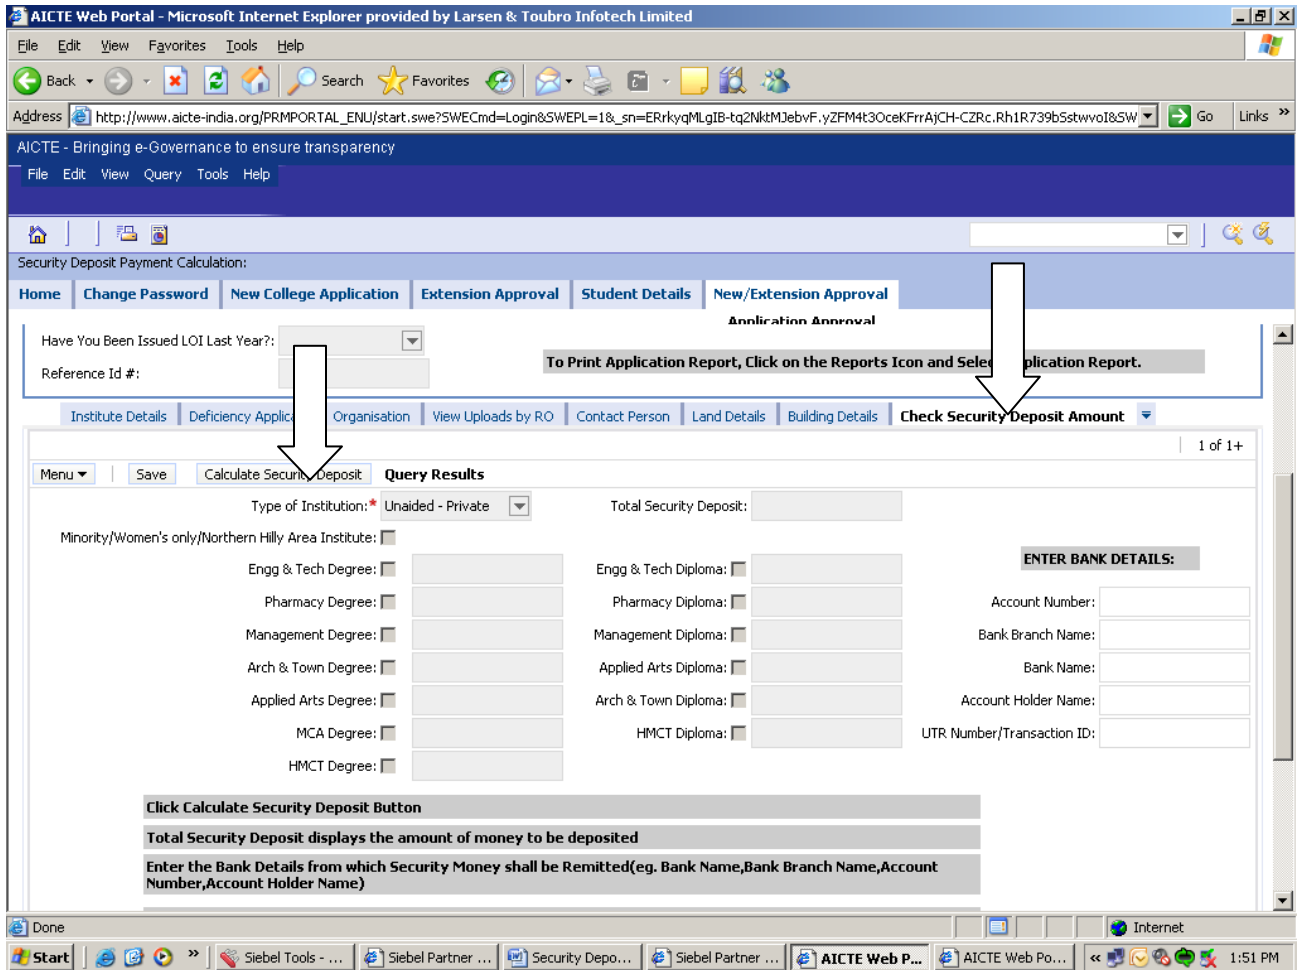 AICTE Web Portal - Microsoft Internet Explorer provided by Larsen & Toubro Infotech Limited
File Edit View Favorites Tools Help
Back Search Favorites
Address http://www.aicte-india.org/PRMPORTAL_ENU/start.swe?SWECmd=Login&SWEPL=1&_sn=ERrkyqMLgIB-tq2NktMJebvF.yZFM4t3OceKFrrAjCH-CZRc.Rh1R739bSstwvoI&SW Go Links »
AICTE - Bringing e-Governance to ensure transparency
File Edit View Query Tools Help
Security Deposit Payment Calculation:
Home Change Password New College Application Extension Approval Student Details New/Extension Approval
Application Approval
Have You Been Issued LOI Last Year?:
To Print Application Report, Click on the Reports Icon and Selec plication Report.
Reference Id #:
Institute Details Deficiency Applica Organisation View Uploads by RO Contact Person Land Details Building Details Check Security Deposit Amount
1 of 1+
Menu Save Calculate Security Deposit Query Results
Type of Institution:* Unaided - Private Total Security Deposit:
Minority/Women's only/Northern Hilly Area Institute:
ENTER BANK DETAILS:
Engg & Tech Degree: Engg & Tech Diploma:
Pharmacy Degree: Pharmacy Diploma: Account Number:
Management Degree: Management Diploma: Bank Branch Name:
Arch & Town Degree: Applied Arts Diploma: Bank Name:
Applied Arts Degree: Arch & Town Diploma: Account Holder Name:
MCA Degree: HMCT Diploma: UTR Number/Transaction ID:
HMCT Degree:
Click Calculate Security Deposit Button
Total Security Deposit displays the amount of money to be deposited
Enter the Bank Details from which Security Money shall be Remitted(eg. Bank Name,Bank Branch Name,Account
Number,Account Holder Name)
Done Internet
Start » Siebel Tools - ... Siebel Partner ... Security Depo... Siebel Partner ... AICTE Web P... AICTE Web Po... « 1:51 PM